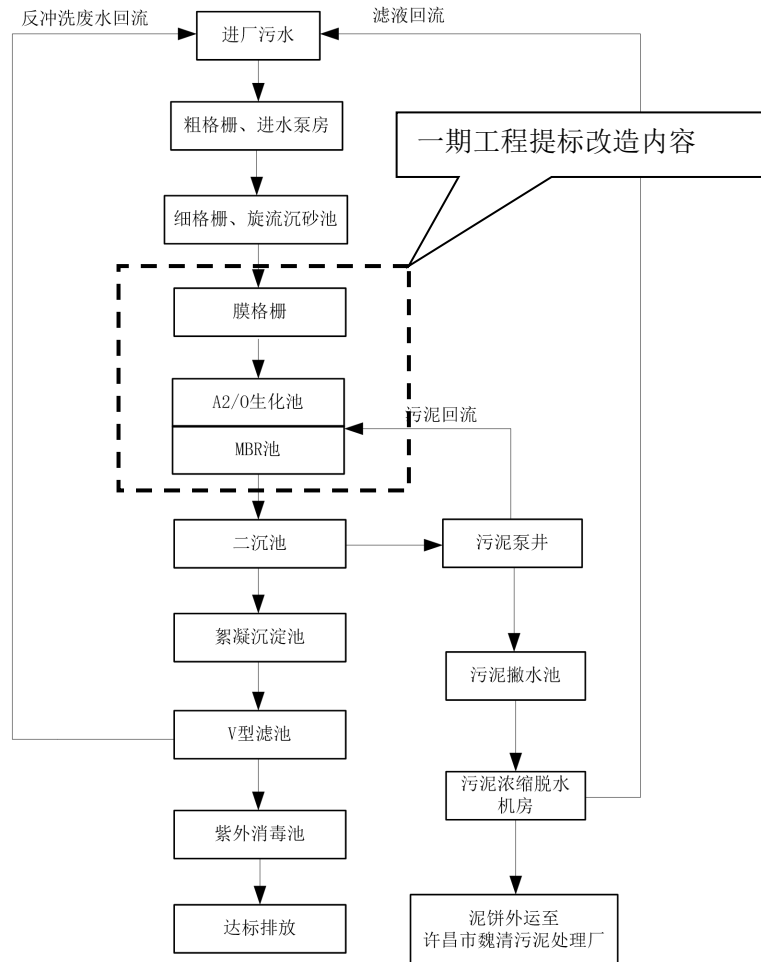 反冲洗废水回流
滤液回流
进厂污水
粗格栅、进水泵房
一期工程提标改造内容
细格栅、旋流沉砂池
膜格栅
A2/O生化池
污泥回流
MBR池
二沉池
污泥泵井
絮凝沉淀池
污泥撇水池
V型滤池
污泥浓缩脱水
机房
紫外消毒池
达标排放
泥饼外运至
许昌市魏清污泥处理厂